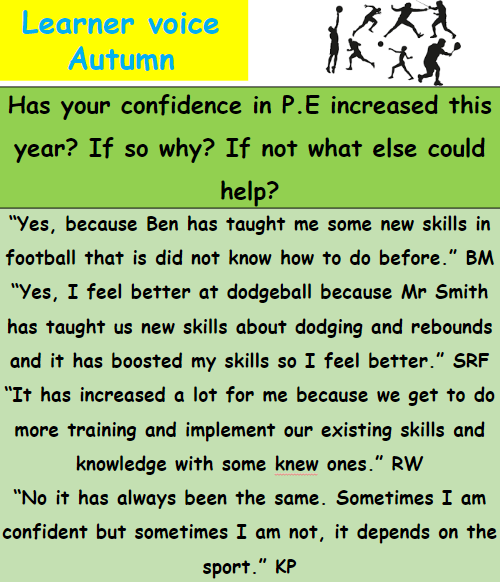 Learner voice
Autumn
Has your confidence in P.E increased this
year? If so why? If not what else could
help?
“Yes, because Ben has taught me some new skills in
football that is did not know how to do before.” BM
“Yes, I feel better at dodgeball because Mr Smith
has taught us new skills about dodging and rebounds
and it has boosted my skills so I feel better.” SRF
“It has increased a lot for me because we get to do
more training and implement our existing skills and
knowledge with some knew ones.” RW
“No it has always been the same. Sometimes I am
confident but sometimes I am not, it depends on the
sport.” KP